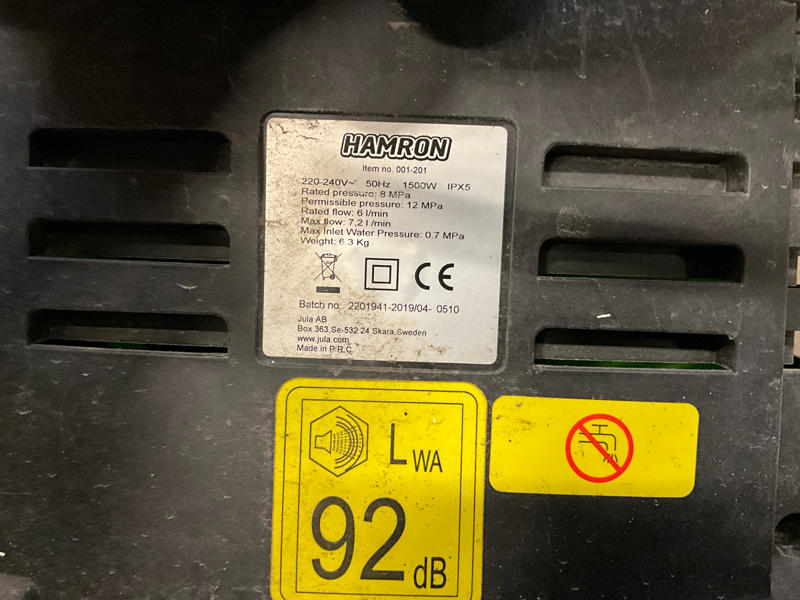 HAMRON
Item no. 001-201
220-240V~ 50Hz 1500W IPX5
Rated pressure: 8 MPa
Permissible pressure: 12 MPa
Rated flow: 6 l/min
Max flow: 7,2 l/min
Max Inlet Water Pressure: 0.7 MPa
Weight: 6.3 Kg
CE
Batch no: 2201941-2019/04- 0510
Jula AB
Box 363,Se-532 24 Skara,Sweden
www.jula.com
Made in P.R.C
LWA
92 dB